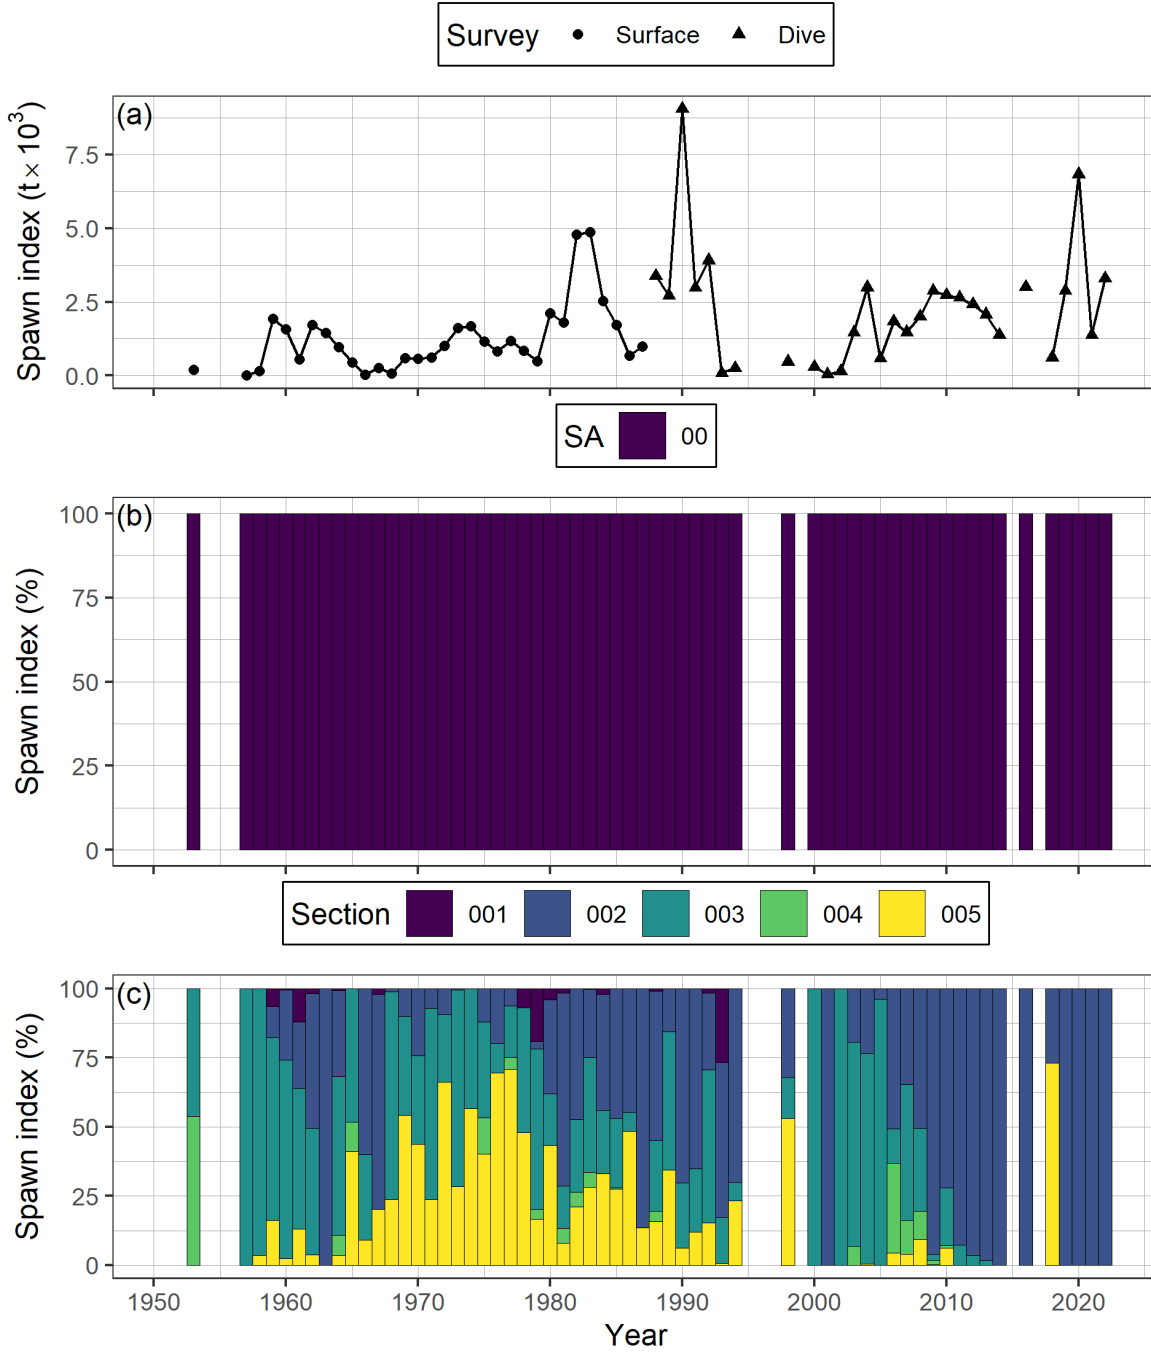 Survey Surface Dive
(a)
Spawn index (t × 10³)
7.5
5.0
2.5
0.0
SA 00
(b)
Spawn index (%)
100
75
50
25
0
Section 001 002 003 004 005
(c)
Spawn index (%)
100
75
50
25
0
1950 1960 1970 1980 1990 2000 2010 2020
Year